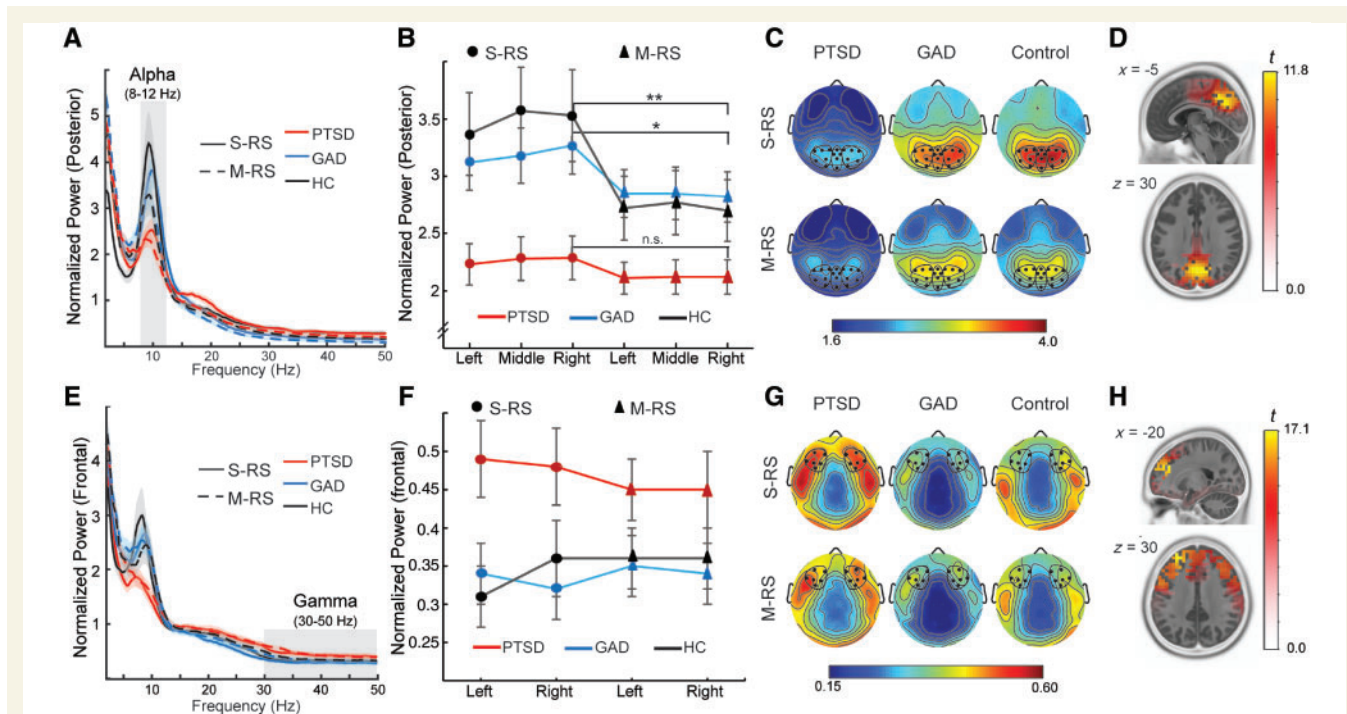 A
Alpha
(8-12 Hz)
S-RS
M-RS
PTSD
GAD
HC
Normalized Power (Posterior)
5
4
3
2
1
10
20
30
40
50
Frequency (Hz)
B
S-RS
M-RS
Normalized Power (Posterior)
3.5
3
2.5
2
**
*
n.s.
PTSD
GAD
HC
Left
Middle
Right
Left
Middle
Right
C
PTSD
GAD
Control
S-RS
M-RS
1.6
4.0
D
x = -5
z = 30
t
11.8
0.0
E
S-RS
M-RS
PTSD
GAD
HC
Gamma
(30-50 Hz)
Normalized Power (Frontal)
4
3
2
1
10
20
30
40
50
Frequency (Hz)
F
S-RS
M-RS
Normalized Power (frontal)
0.5
0.45
0.4
0.35
0.3
0.25
PTSD
GAD
HC
Left
Right
Left
Right
G
PTSD
GAD
Control
S-RS
M-RS
0.15
0.60
H
x = -20
z = 30
t
17.1
0.0